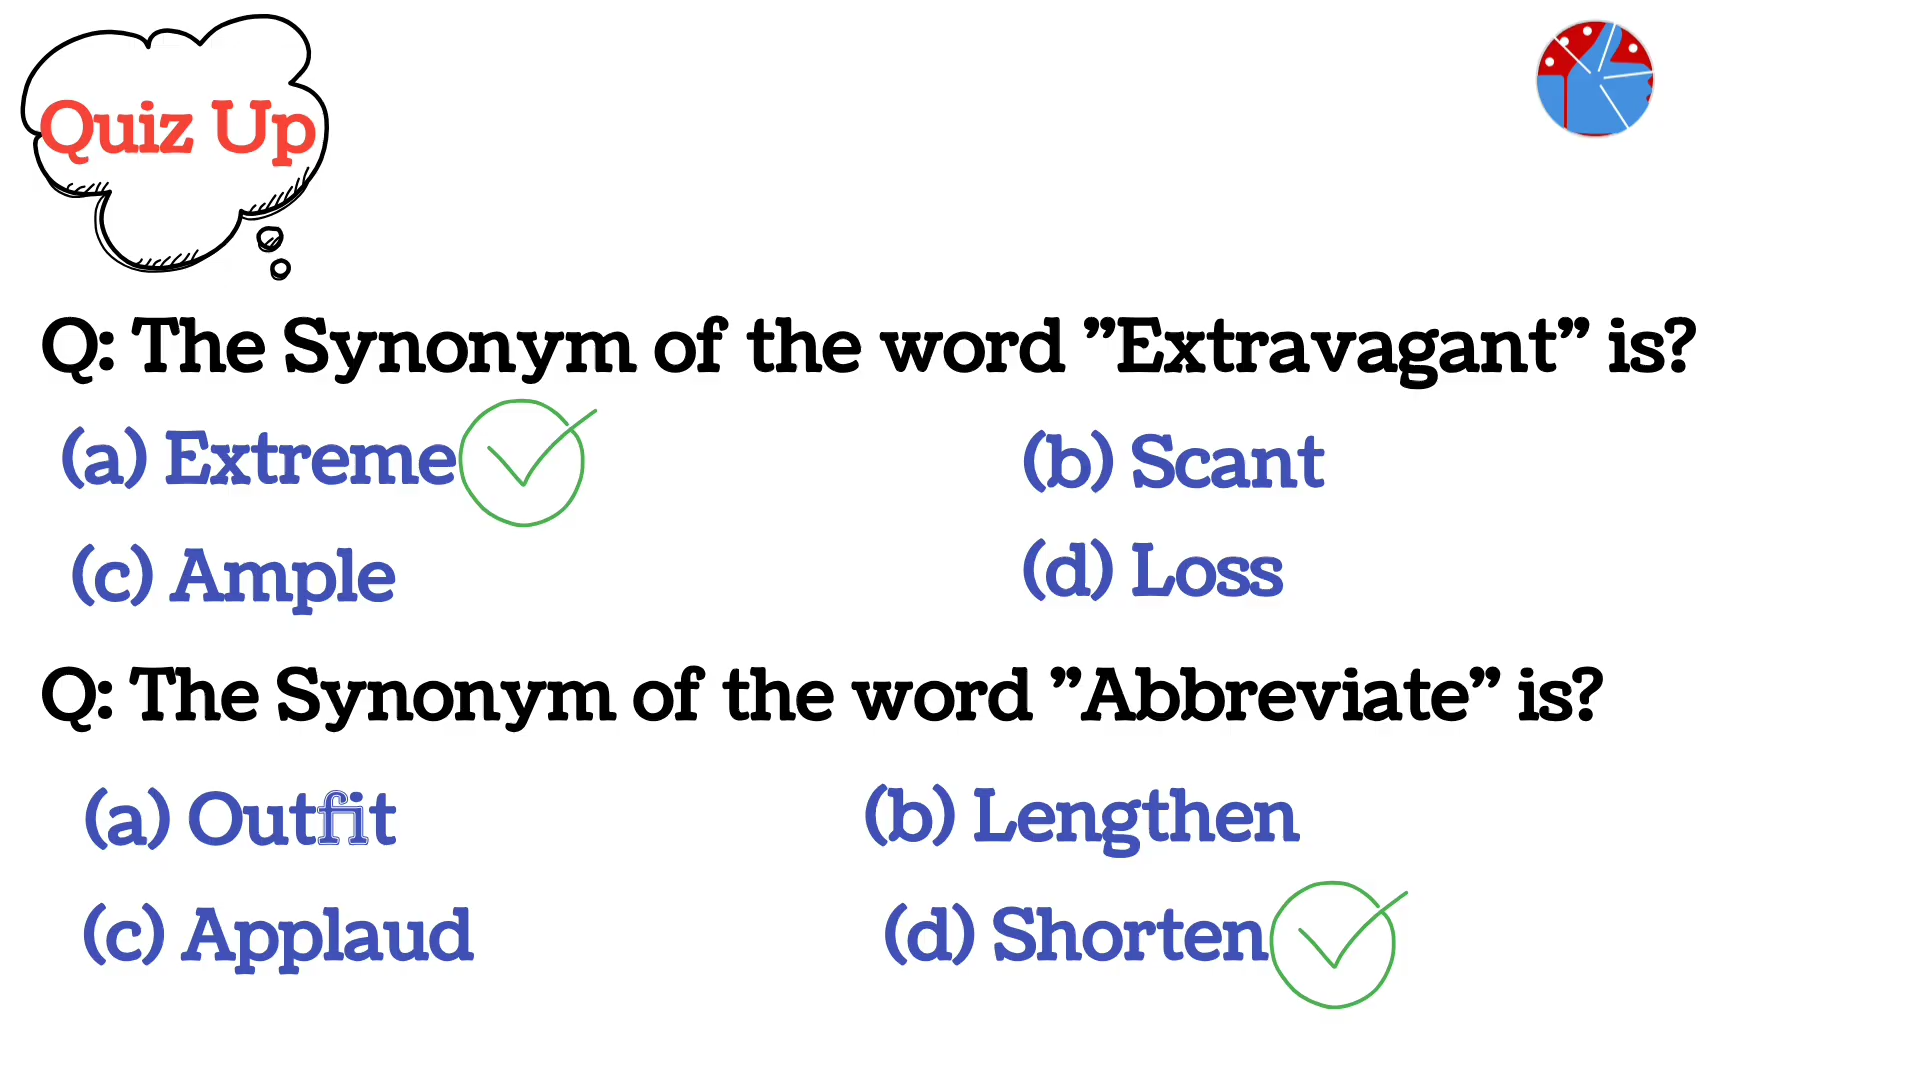 Quiz Up
Q: The Synonym of the word ”Extravagant” is?
(a) Extreme
(b) Scant
(c) Ample
(d) Loss
Q: The Synonym of the word ”Abbreviate” is?
(a) Outfit
(b) Lengthen
(c) Applaud
(d) Shorten